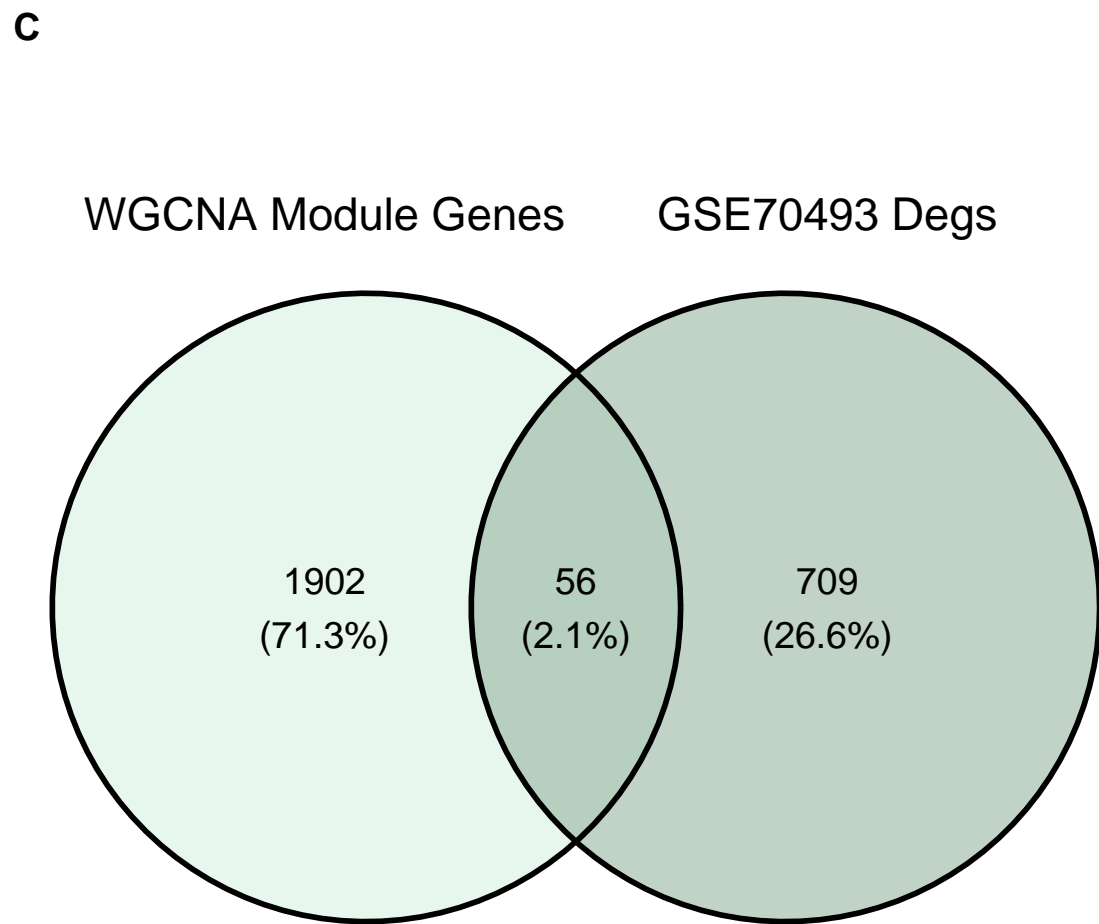 C
WGCNA Module Genes
GSE70493 Degs
1902
(71.3%)
56
(2.1%)
709
(26.6%)